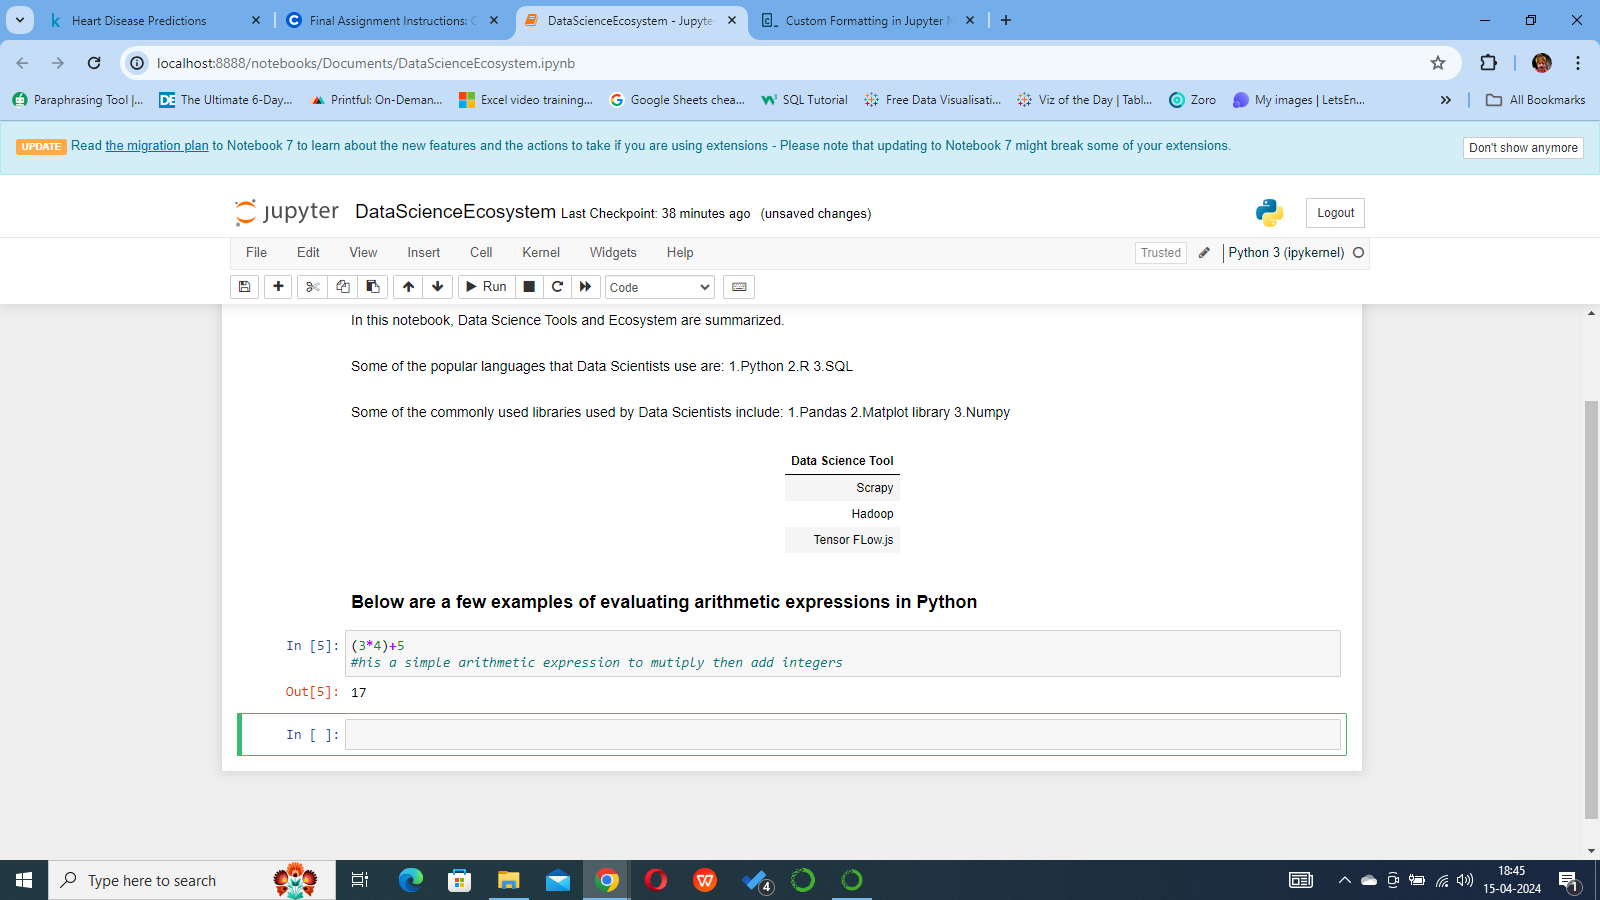 Heart Disease Predictions
Final Assignment Instructions: C
DataScienceEcosystem - Jupyte
Custom Formatting in Jupyter N
localhost:8888/notebooks/Documents/DataScienceEcosystem.ipynb
Paraphrasing Tool |...
The Ultimate 6-Day...
Printful: On-Deman...
Excel video training...
Google Sheets chea...
SQL Tutorial
Free Data Visualisati...
Viz of the Day | Tabl...
Zoro
My images | LetsEn...
All Bookmarks
UPDATE Read the migration plan to Notebook 7 to learn about the new features and the actions to take if you are using extensions - Please note that updating to Notebook 7 might break some of your extensions.
Don't show anymore
jupyter DataScienceEcosystem Last Checkpoint: 38 minutes ago (unsaved changes)
Logout
File Edit View Insert Cell Kernel Widgets Help
Trusted Python 3 (ipykernel)
Run Code
In this notebook, Data Science Tools and Ecosystem are summarized.
Some of the popular languages that Data Scientists use are: 1.Python 2.R 3.SQL
Some of the commonly used libraries used by Data Scientists include: 1.Pandas 2.Matplot library 3.Numpy
Data Science Tool
Scrapy
Hadoop
Tensor FLow.js
Below are a few examples of evaluating arithmetic expressions in Python
In [5]: (3*4)+5
#his a simple arithmetic expression to mutiply then add integers
Out[5]: 17
In [ ]:
Type here to search
4
18:45
15-04-2024
1